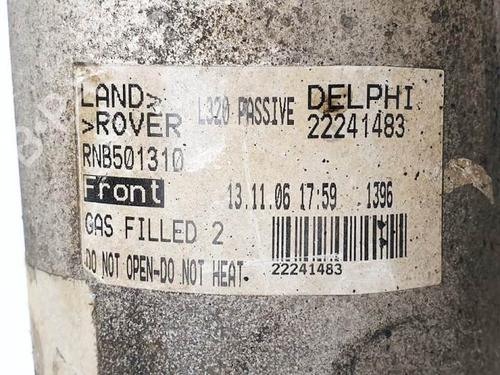 LAND>
>ROVER
L320 PASSIVE
DELPHI
22241483
RNB501310
Front
13.11.06 17:59 1396
GAS FILLED 2
DO NOT OPEN-DO NOT HEAT
22241483